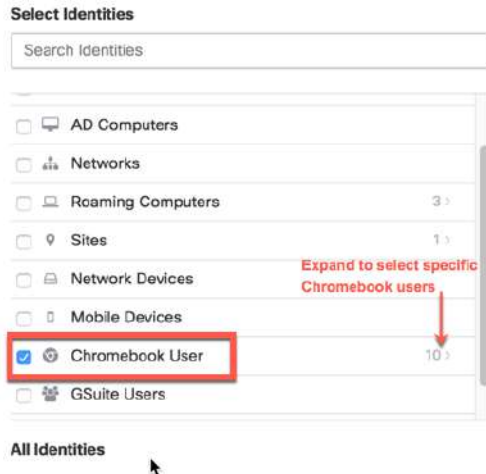 Select Identities
Search Identities
AD Computers
Networks
Roaming Computers 3 >
Sites 1 >
Expand to select specific
Network Devices
Chromebook users
Mobile Devices
Chromebook User 10 >
GSuite Users
All Identities